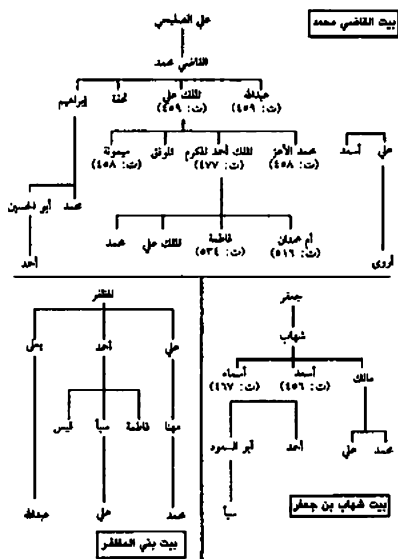 بيت القاضي محمد
علي الصليحي
القاضي محمد
عبدالله الملك علي تحفة إبراهيم
(ت: ٤٥٩) (ت: ٤٥٩)
محمد الأعز الملك أحمد المكرم الموفق ميمونة
(ت: ٤٥٨) (ت: ٤٧٧) (ت: ٤٥٨)
علي أسعد
محمد أبو الحسين
أم همدان فاطمة الملك علي محمد
(ت: ٥١٦) (ت: ٥٣٤)
أروى
أحمد
جعفر
شهاب
مالك أسعد أسماء
(ت: ٤٥٦) (ت: ٤٦٧)
محمد علي أحمد أبو السعود
سبأ
بيت شهاب بن جعفر
المظفر
علي أحمد يعلى
مهنا فاطمة سبأ قيس
محمد علي عبدالله
بيت بني المظفر